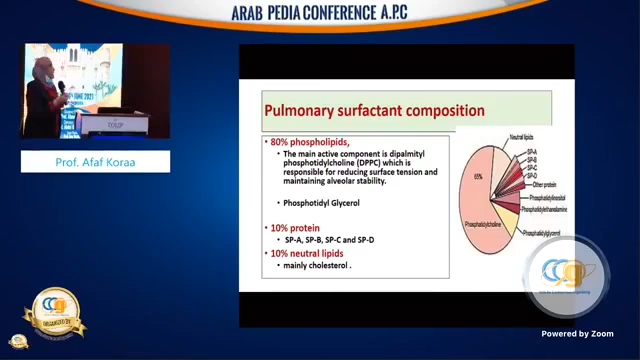 ARAB PEDIA CONFERENCE A.P.C
Prof. Afaf Koraa
Pulmonary surfactant composition
• 80% phospholipids,
• The main active component is dipalmityl
phosphotidylcholine (DPPC) which is
responsible for reducing surface tension and
maintaining alveolar stability.
• Phosphotidyl Glycerol
• 10% protein
• SP-A, SP-B, SP-C and SP-D
• 10% neutral lipids
• mainly cholesterol .
Neutral lipids
SP-A
SP-B
SP-C
SP-D
Other protein
Phosphatidylinositol
Phosphatidylethanolamine
Phosphatidylglycerol
65%
Phosphatidylcholine
ORGANIZED BY
Powered by Zoom